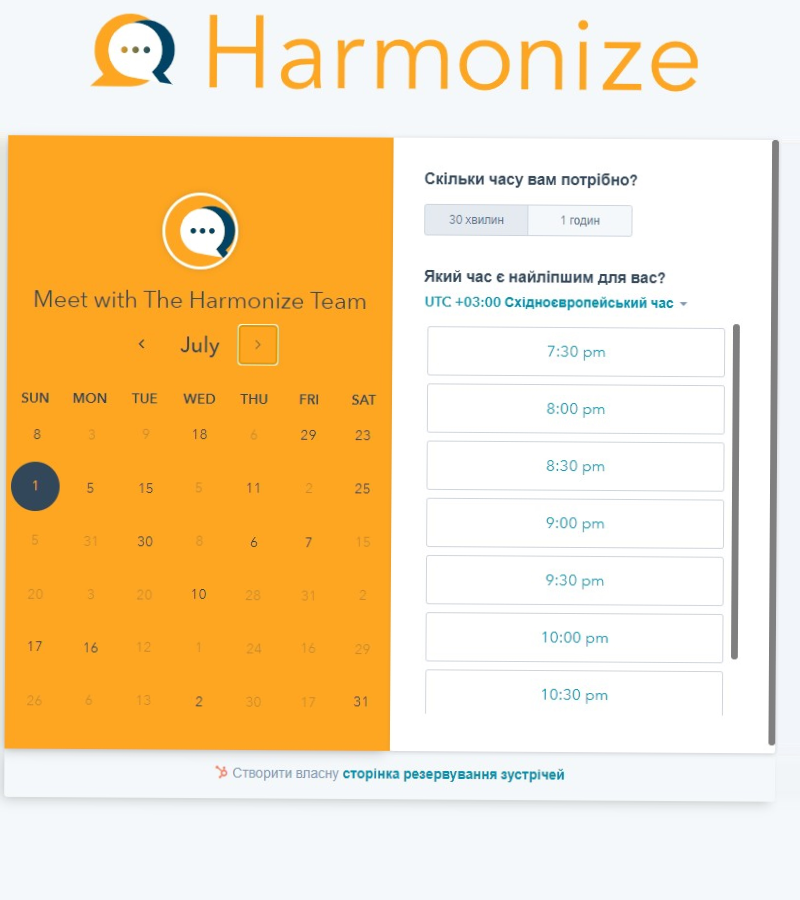 Harmonize
Meet with The Harmonize Team
July
SUN MON TUE WED THU FRI SAT
8 3 9 18 6 29 23
1 5 15 5 11 2 25
5 31 30 8 6 7 15
20 3 20 10 28 31 2
17 16 12 1 24 16 29
26 6 13 2 30 17 31
Скільки часу вам потрібно?
30 хвилин 1 годин
Який час є найліпшим для вас?
UTC +03:00 Східноєвропейський час
7:30 pm
8:00 pm
8:30 pm
9:00 pm
9:30 pm
10:00 pm
10:30 pm
Створити власну сторінка резервування зустрічей